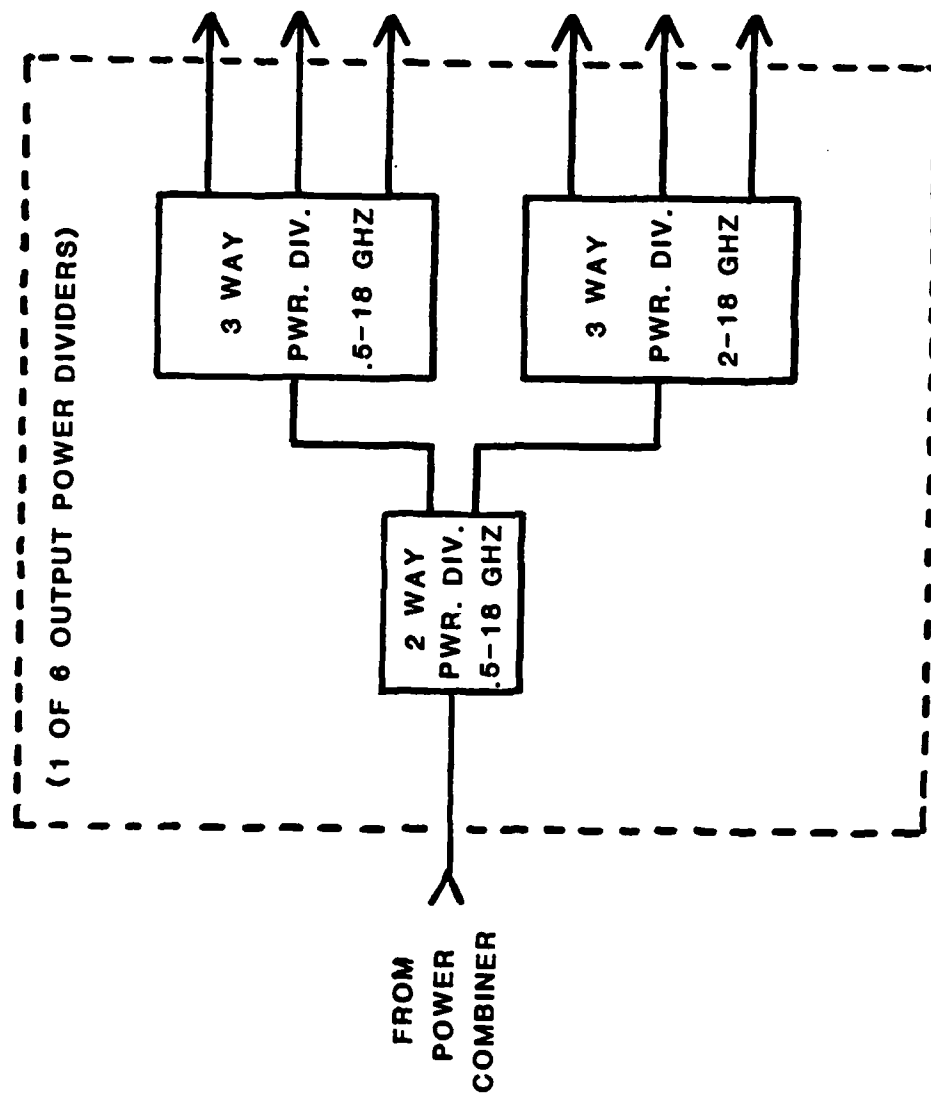 (1 OF 6 OUTPUT POWER DIVIDERS)
FROM
POWER
COMBINER
2 WAY
PWR. DIV.
.5-18 GHZ
3 WAY
PWR. DIV.
.5-18 GHZ
3 WAY
PWR. DIV.
2-18 GHZ